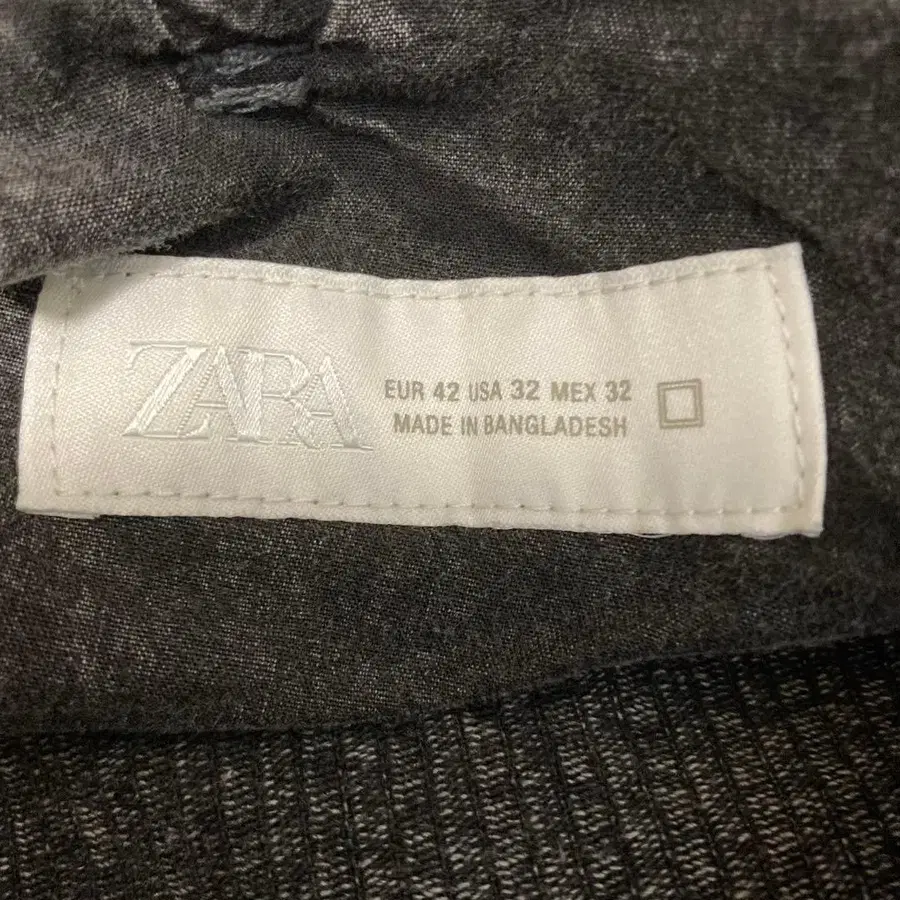 ZARA
EUR 42 USA 32 MEX 32
MADE IN BANGLADESH